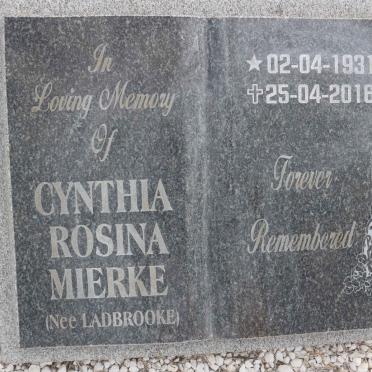 In
Loving Memory
Of
CYNTHIA
ROSINA
MIERKE
(Nee LADBROOKE)
★02-04-1931
✝25-04-2016
Forever
Remembered